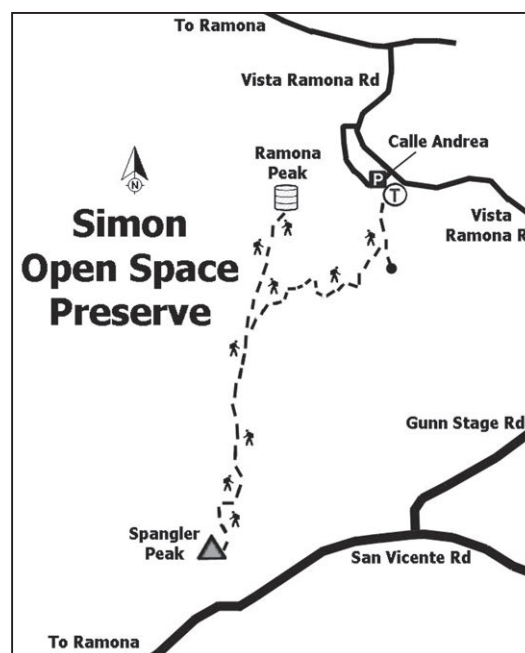 To Ramona
Vista Ramona Rd
Calle Andrea
P
T
Ramona
Peak
N
Simon
Open Space
Preserve
Vista
Ramona R
Gunn Stage Rd
Spangler
Peak
San Vicente Rd
To Ramona